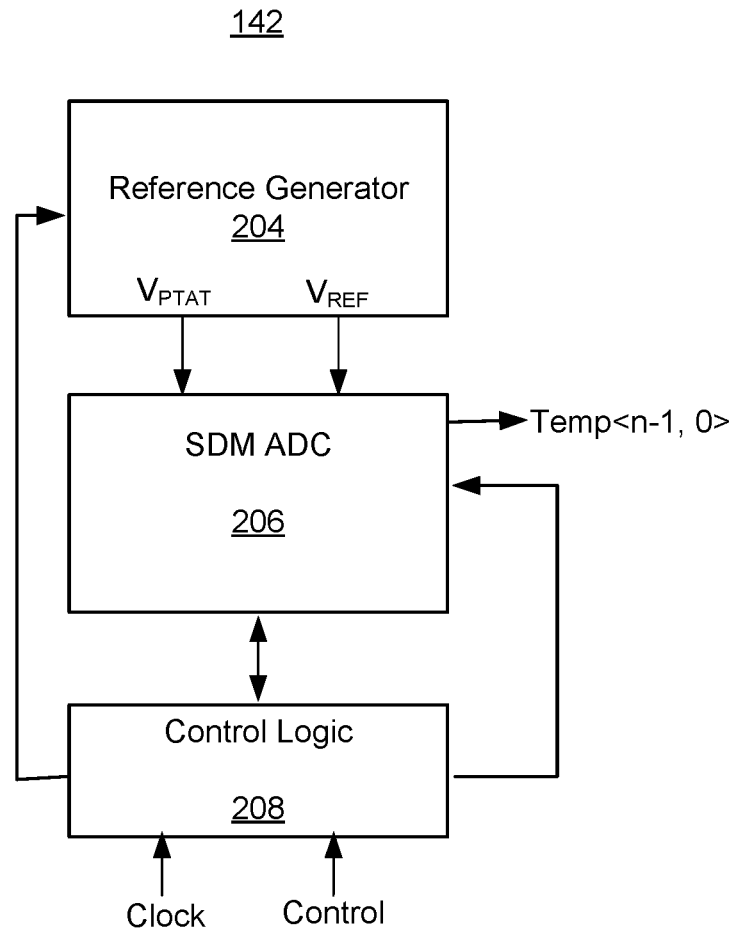 142
Reference Generator
204
VPTAT VREF
SDM ADC
Temp<n-1, 0>
206
Control Logic
208
Clock Control